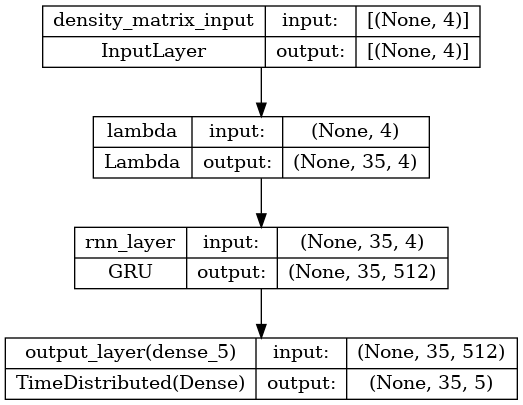 density_matrix_input input: [(None, 4)]
InputLayer output: [(None, 4)]
lambda input: (None, 4)
Lambda output: (None, 35, 4)
rnn_layer input: (None, 35, 4)
GRU output: (None, 35, 512)
output_layer(dense_5) input: (None, 35, 512)
TimeDistributed(Dense) output: (None, 35, 5)